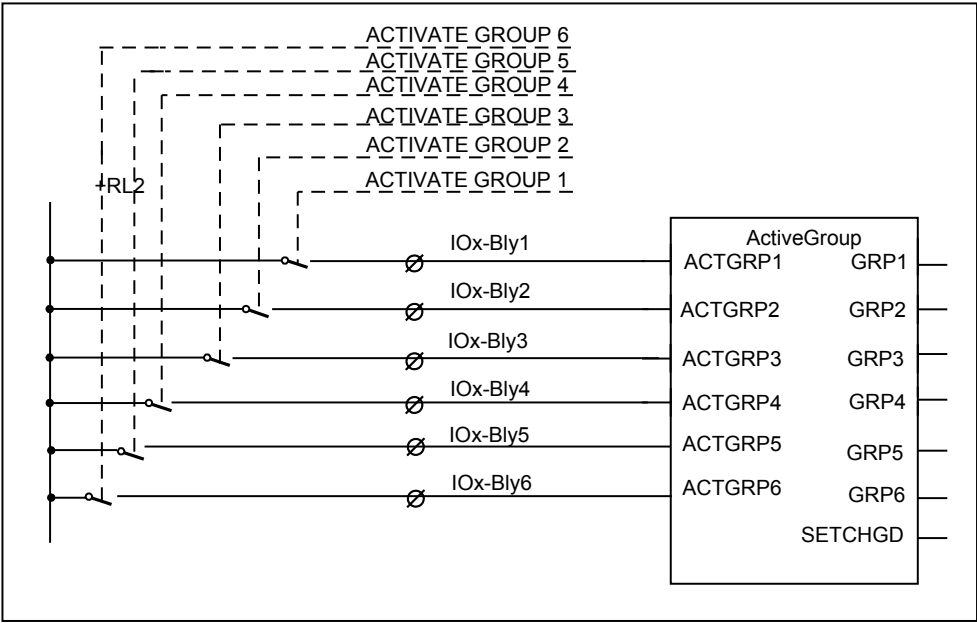 ACTIVATE GROUP 6
ACTIVATE GROUP 5
ACTIVATE GROUP 4
ACTIVATE GROUP 3
ACTIVATE GROUP 2
ACTIVATE GROUP 1
+RL2
IOx-Bly1
IOx-Bly2
IOx-Bly3
IOx-Bly4
IOx-Bly5
IOx-Bly6
ActiveGroup
ACTGRP1 GRP1
ACTGRP2 GRP2
ACTGRP3 GRP3
ACTGRP4 GRP4
ACTGRP5 GRP5
ACTGRP6 GRP6
SETCHGD